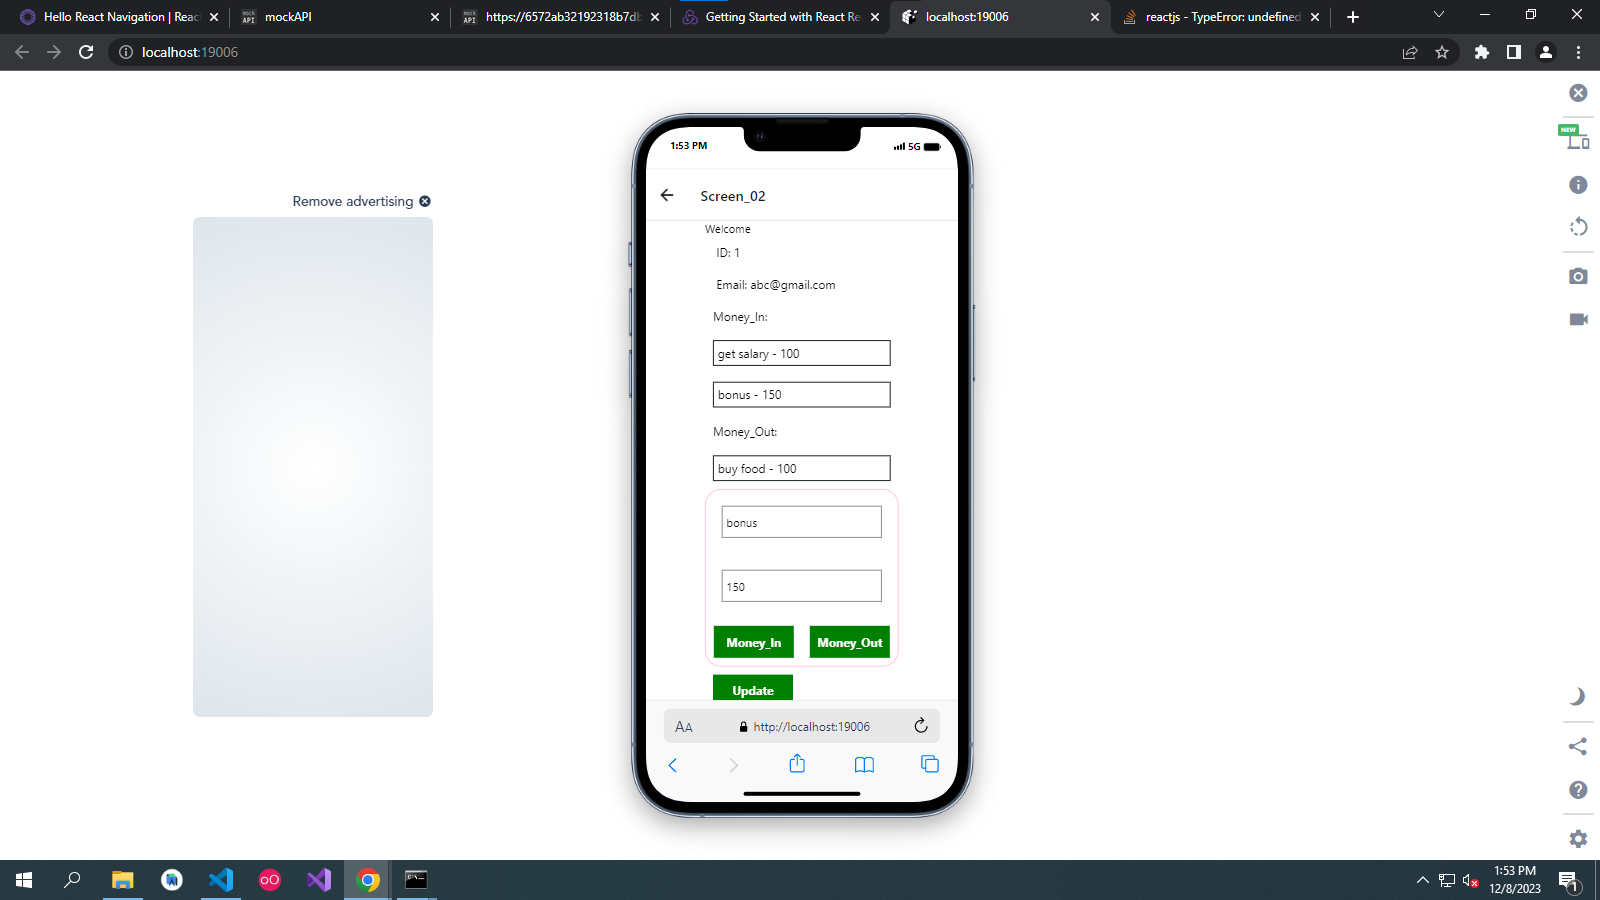 Hello React Navigation | Reac
mockAPI
https://6572ab32192318b7db
Getting Started with React Re
localhost:19006
reactjs - TypeError: undefined
localhost:19006
NEW
Remove advertising
1:53 PM
5G
Screen_02
Welcome
ID: 1
Email: abc@gmail.com
Money_In:
get salary - 100
bonus - 150
Money_Out:
buy food - 100
bonus
150
Money_In Money_Out
Update
AA http://localhost:19006
1:53 PM
12/8/2023
1